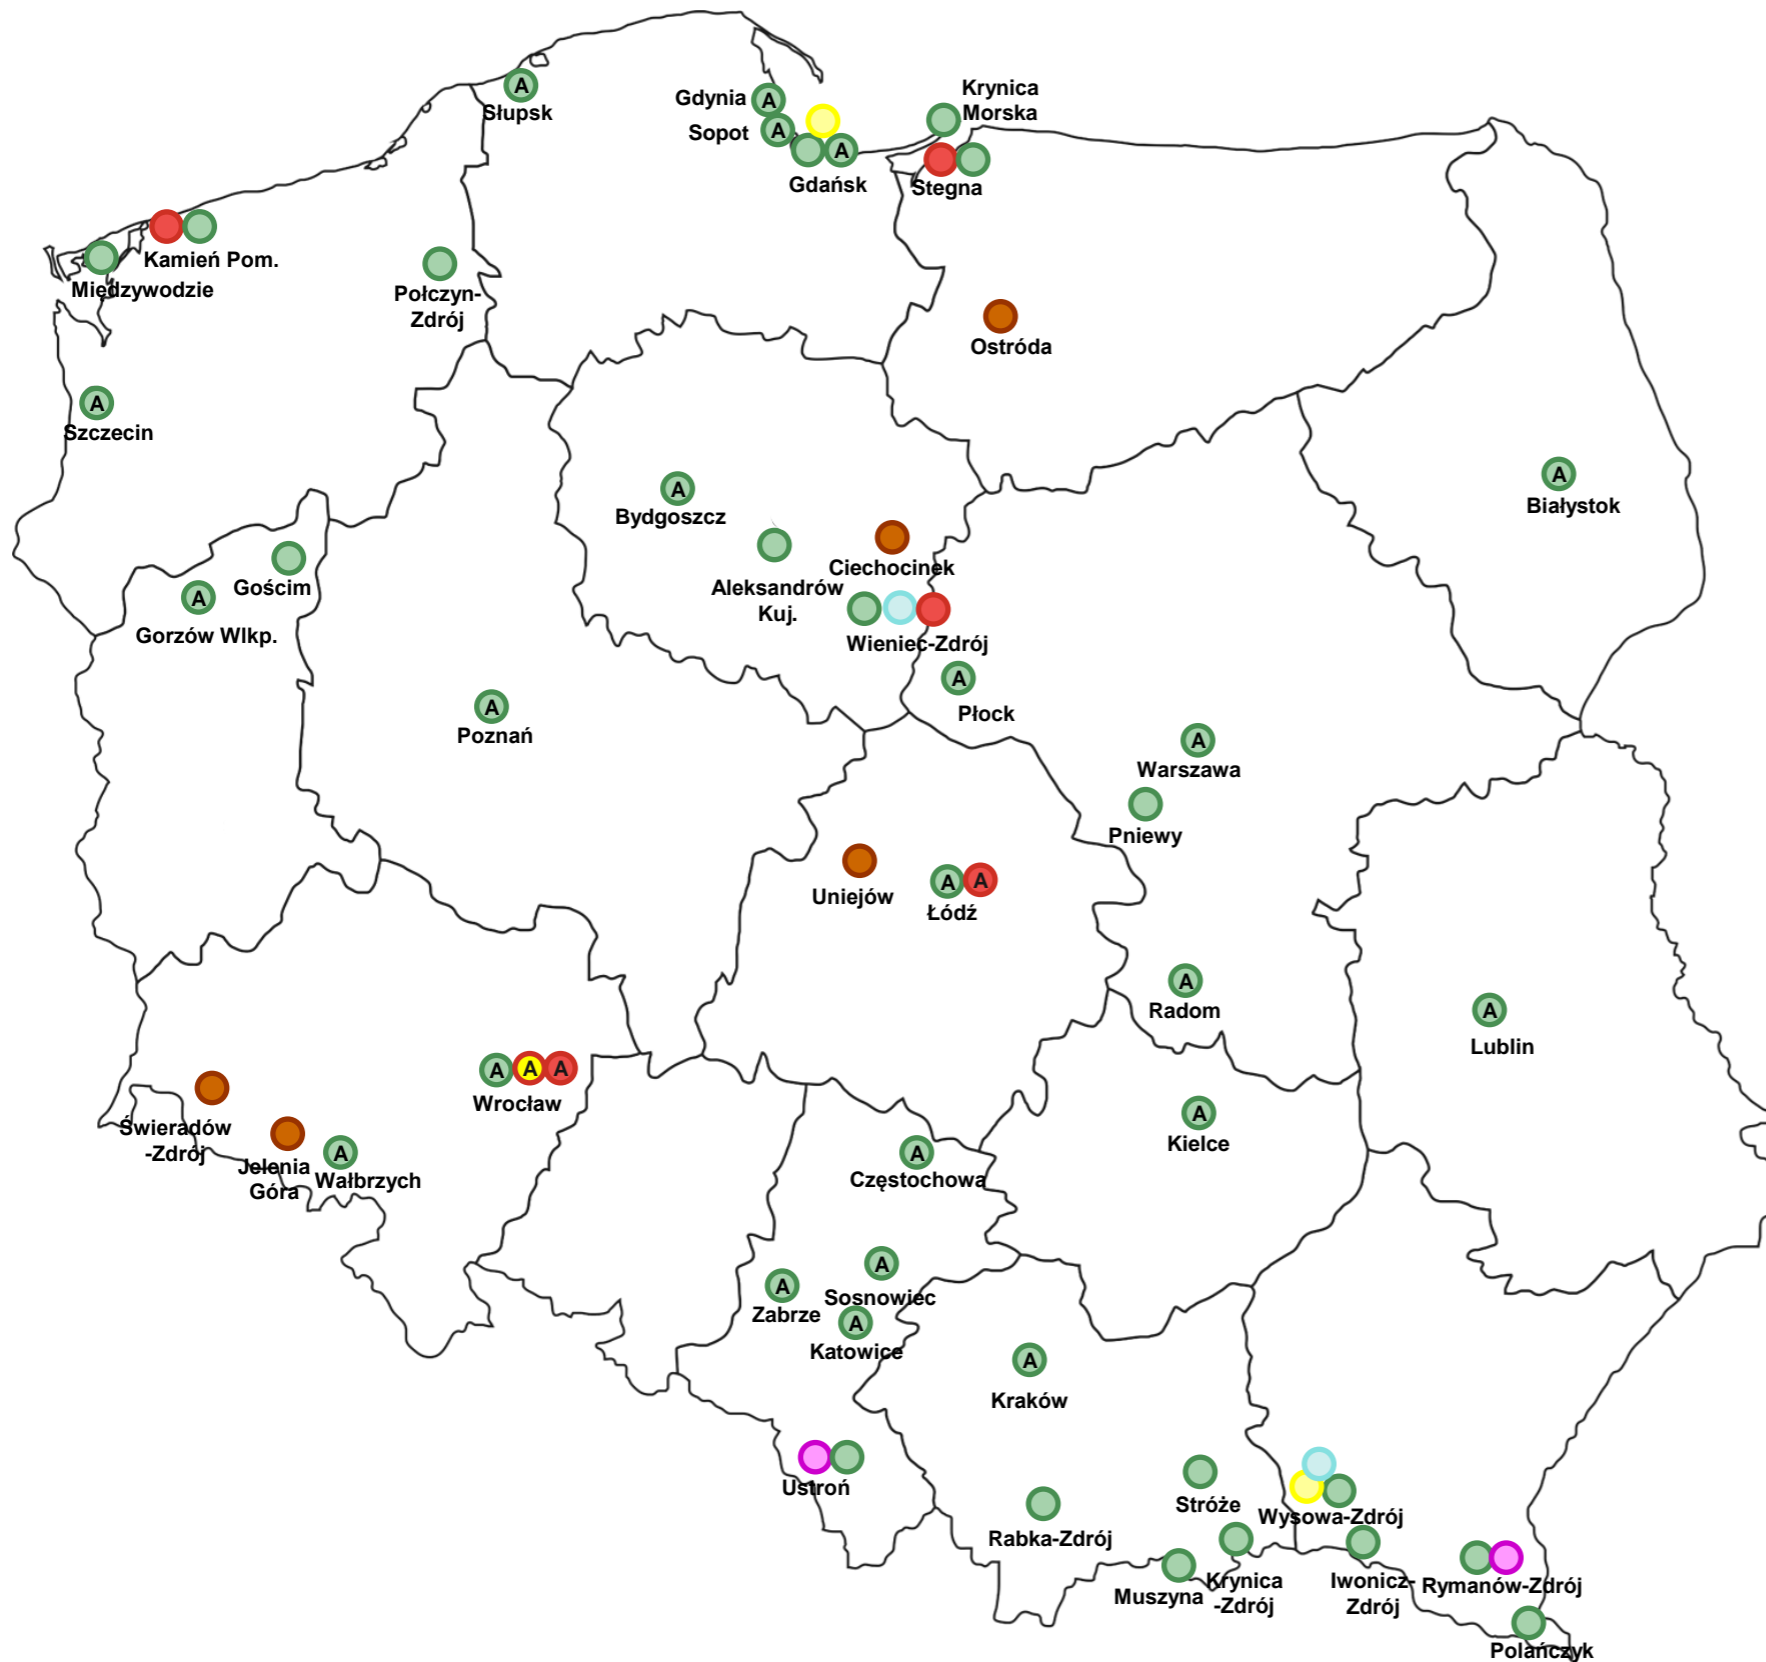 A
Słupsk
Gdynia
A
Sopot
A
A
Gdańsk
Krynica
Morska
Stegna
Kamień Pom.
Międzywodzie
Połczyn-
Zdrój
Ostróda
A
Szczecin
A
Bydgoszcz
A
Białystok
Gościm
A
Gorzów Wlkp.
Aleksandrów
Kuj.
Ciechocinek
Wieniec-Zdrój
A
Płock
A
Poznań
A
Warszawa
Pniewy
Uniejów
A A
Łódź
A
Radom
A
Lublin
A A A
Wrocław
Świeradów
-Zdrój
Jelenia
Góra
A
Wałbrzych
A
Częstochowa
A
Kielce
A
Sosnowiec
A
Zabrze
A
Katowice
A
Kraków
Ustroń
Rabka-Zdrój
Stróże
Wysowa-Zdrój
Muszyna
Krynica
-Zdrój
Iwonicz-
Zdrój
Rymanów-Zdrój
Polańczyk